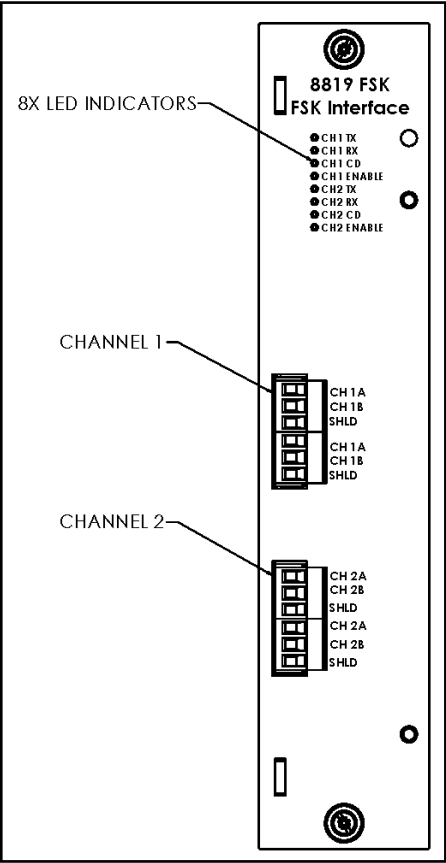 8819 FSK
FSK Interface
8X LED INDICATORS
CH1 TX
CH1 RX
CH1 CD
CH1 ENABLE
CH2 TX
CH2 RX
CH2 CD
CH2 ENABLE
CHANNEL 1
CH 1A
CH 1B
SHLD
CH 1A
CH 1B
SHLD
CHANNEL 2
CH 2A
CH 2B
SHLD
CH 2A
CH 2B
SHLD